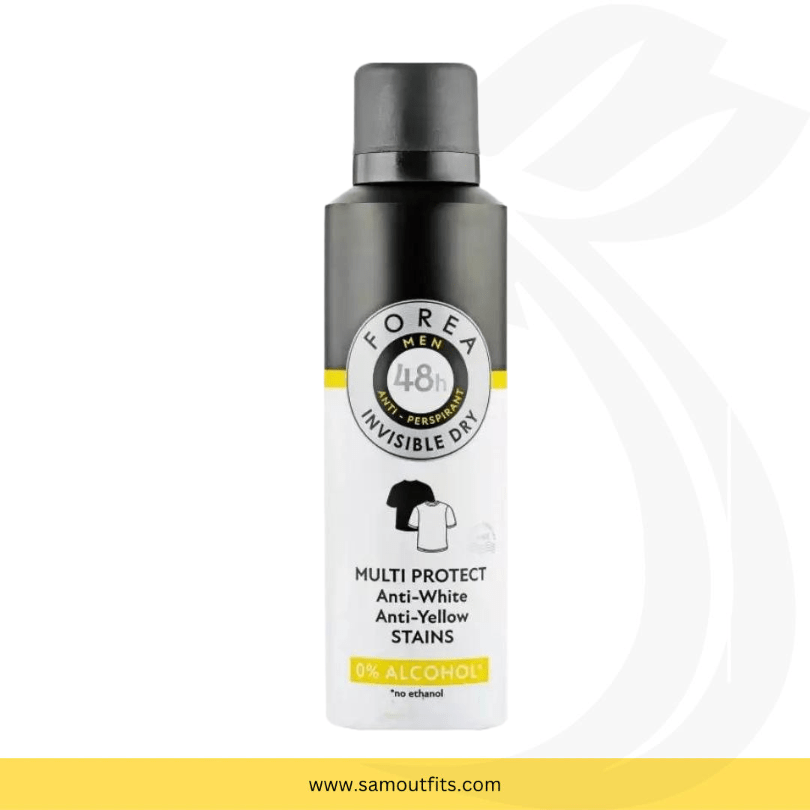 FOREA
MEN
48h
ANTI - PERSPIRANT
INVISIBLE DRY
MULTI PROTECT
Anti-White
Anti-Yellow
STAINS
0% ALCOHOL*
*no ethanol
www.samoutfits.com